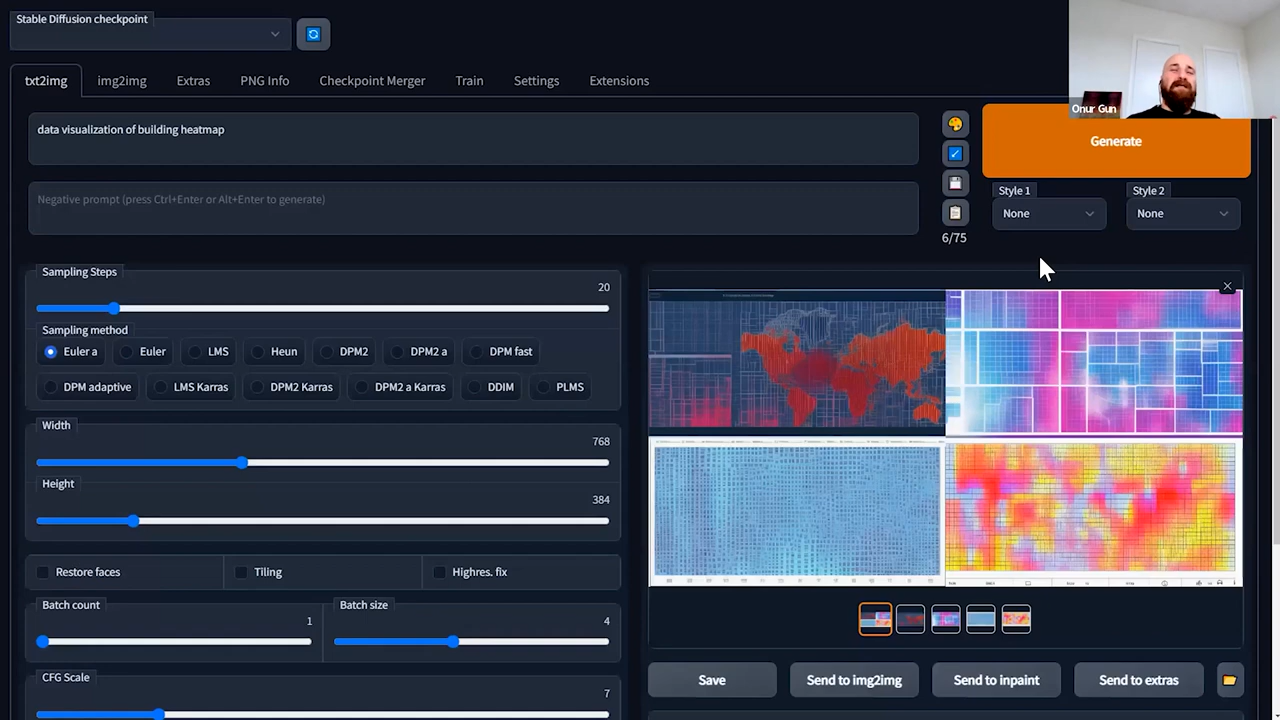 Stable Diffusion checkpoint
txt2img img2img Extras PNG Info Checkpoint Merger Train Settings Extensions
Onur Gun
data visualization of building heatmap
Generate
Negative prompt (press Ctrl+Enter or Alt+Enter to generate)
Style 1 Style 2
None None
6/75
Sampling Steps
20
Sampling method
Euler a Euler LMS Heun DPM2 DPM2 a DPM fast
DPM adaptive LMS Karras DPM2 Karras DPM2 a Karras DDIM PLMS
Width
768
Height
384
Restore faces Tiling Highres. fix
Batch count Batch size
1 4
CFG Scale
7
Save Send to img2img Send to inpaint Send to extras